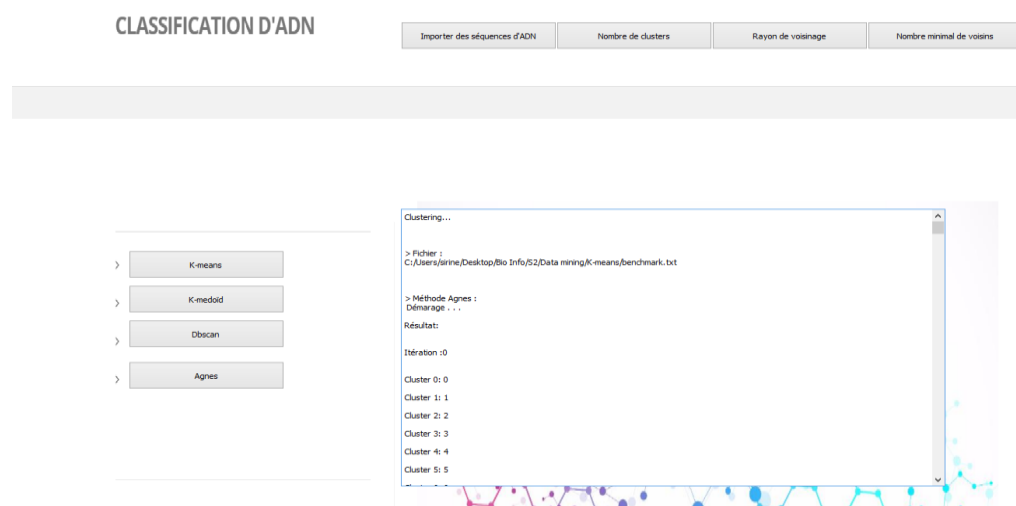 CLASSIFICATION D'ADN
Importer des séquences d'ADN
Nombre de clusters
Rayon de voisinage
Nombre minimal de voisins
K-means
K-medoid
Dbscan
Agnes
Clustering...
> Fichier :
C:/Users/sirine/Desktop/Bio Info/S2/Data mining/K-means/benchmark.txt
> Méthode Agnes :
Démarage . . .
Résultat:
Itération :0
Cluster 0: 0
Cluster 1: 1
Cluster 2: 2
Cluster 3: 3
Cluster 4: 4
Cluster 5: 5